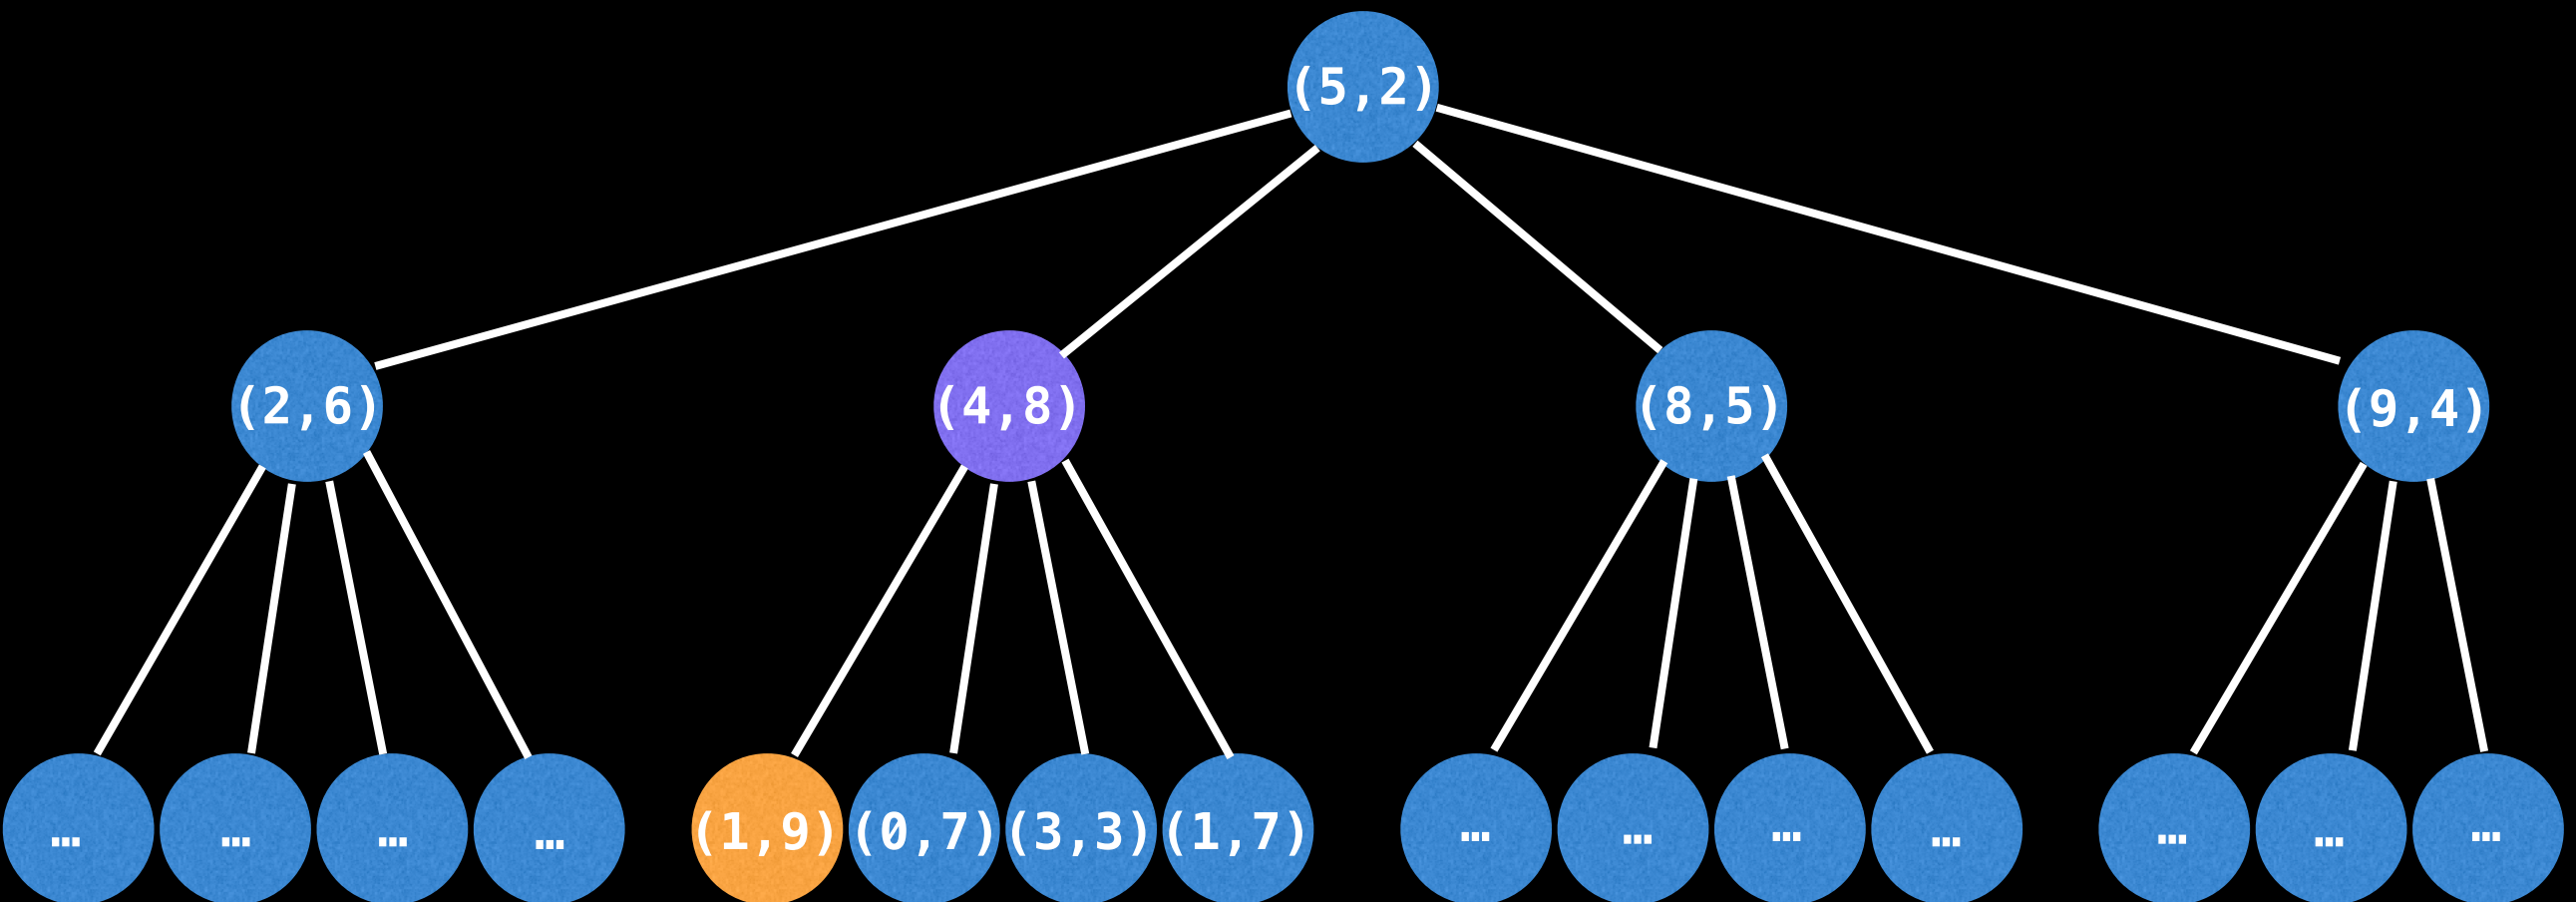 (5,2)
(2,6) (4,8) (8,5) (9,4)
… … … … (1,9) (0,7) (3,3) (1,7) … … … … … … …